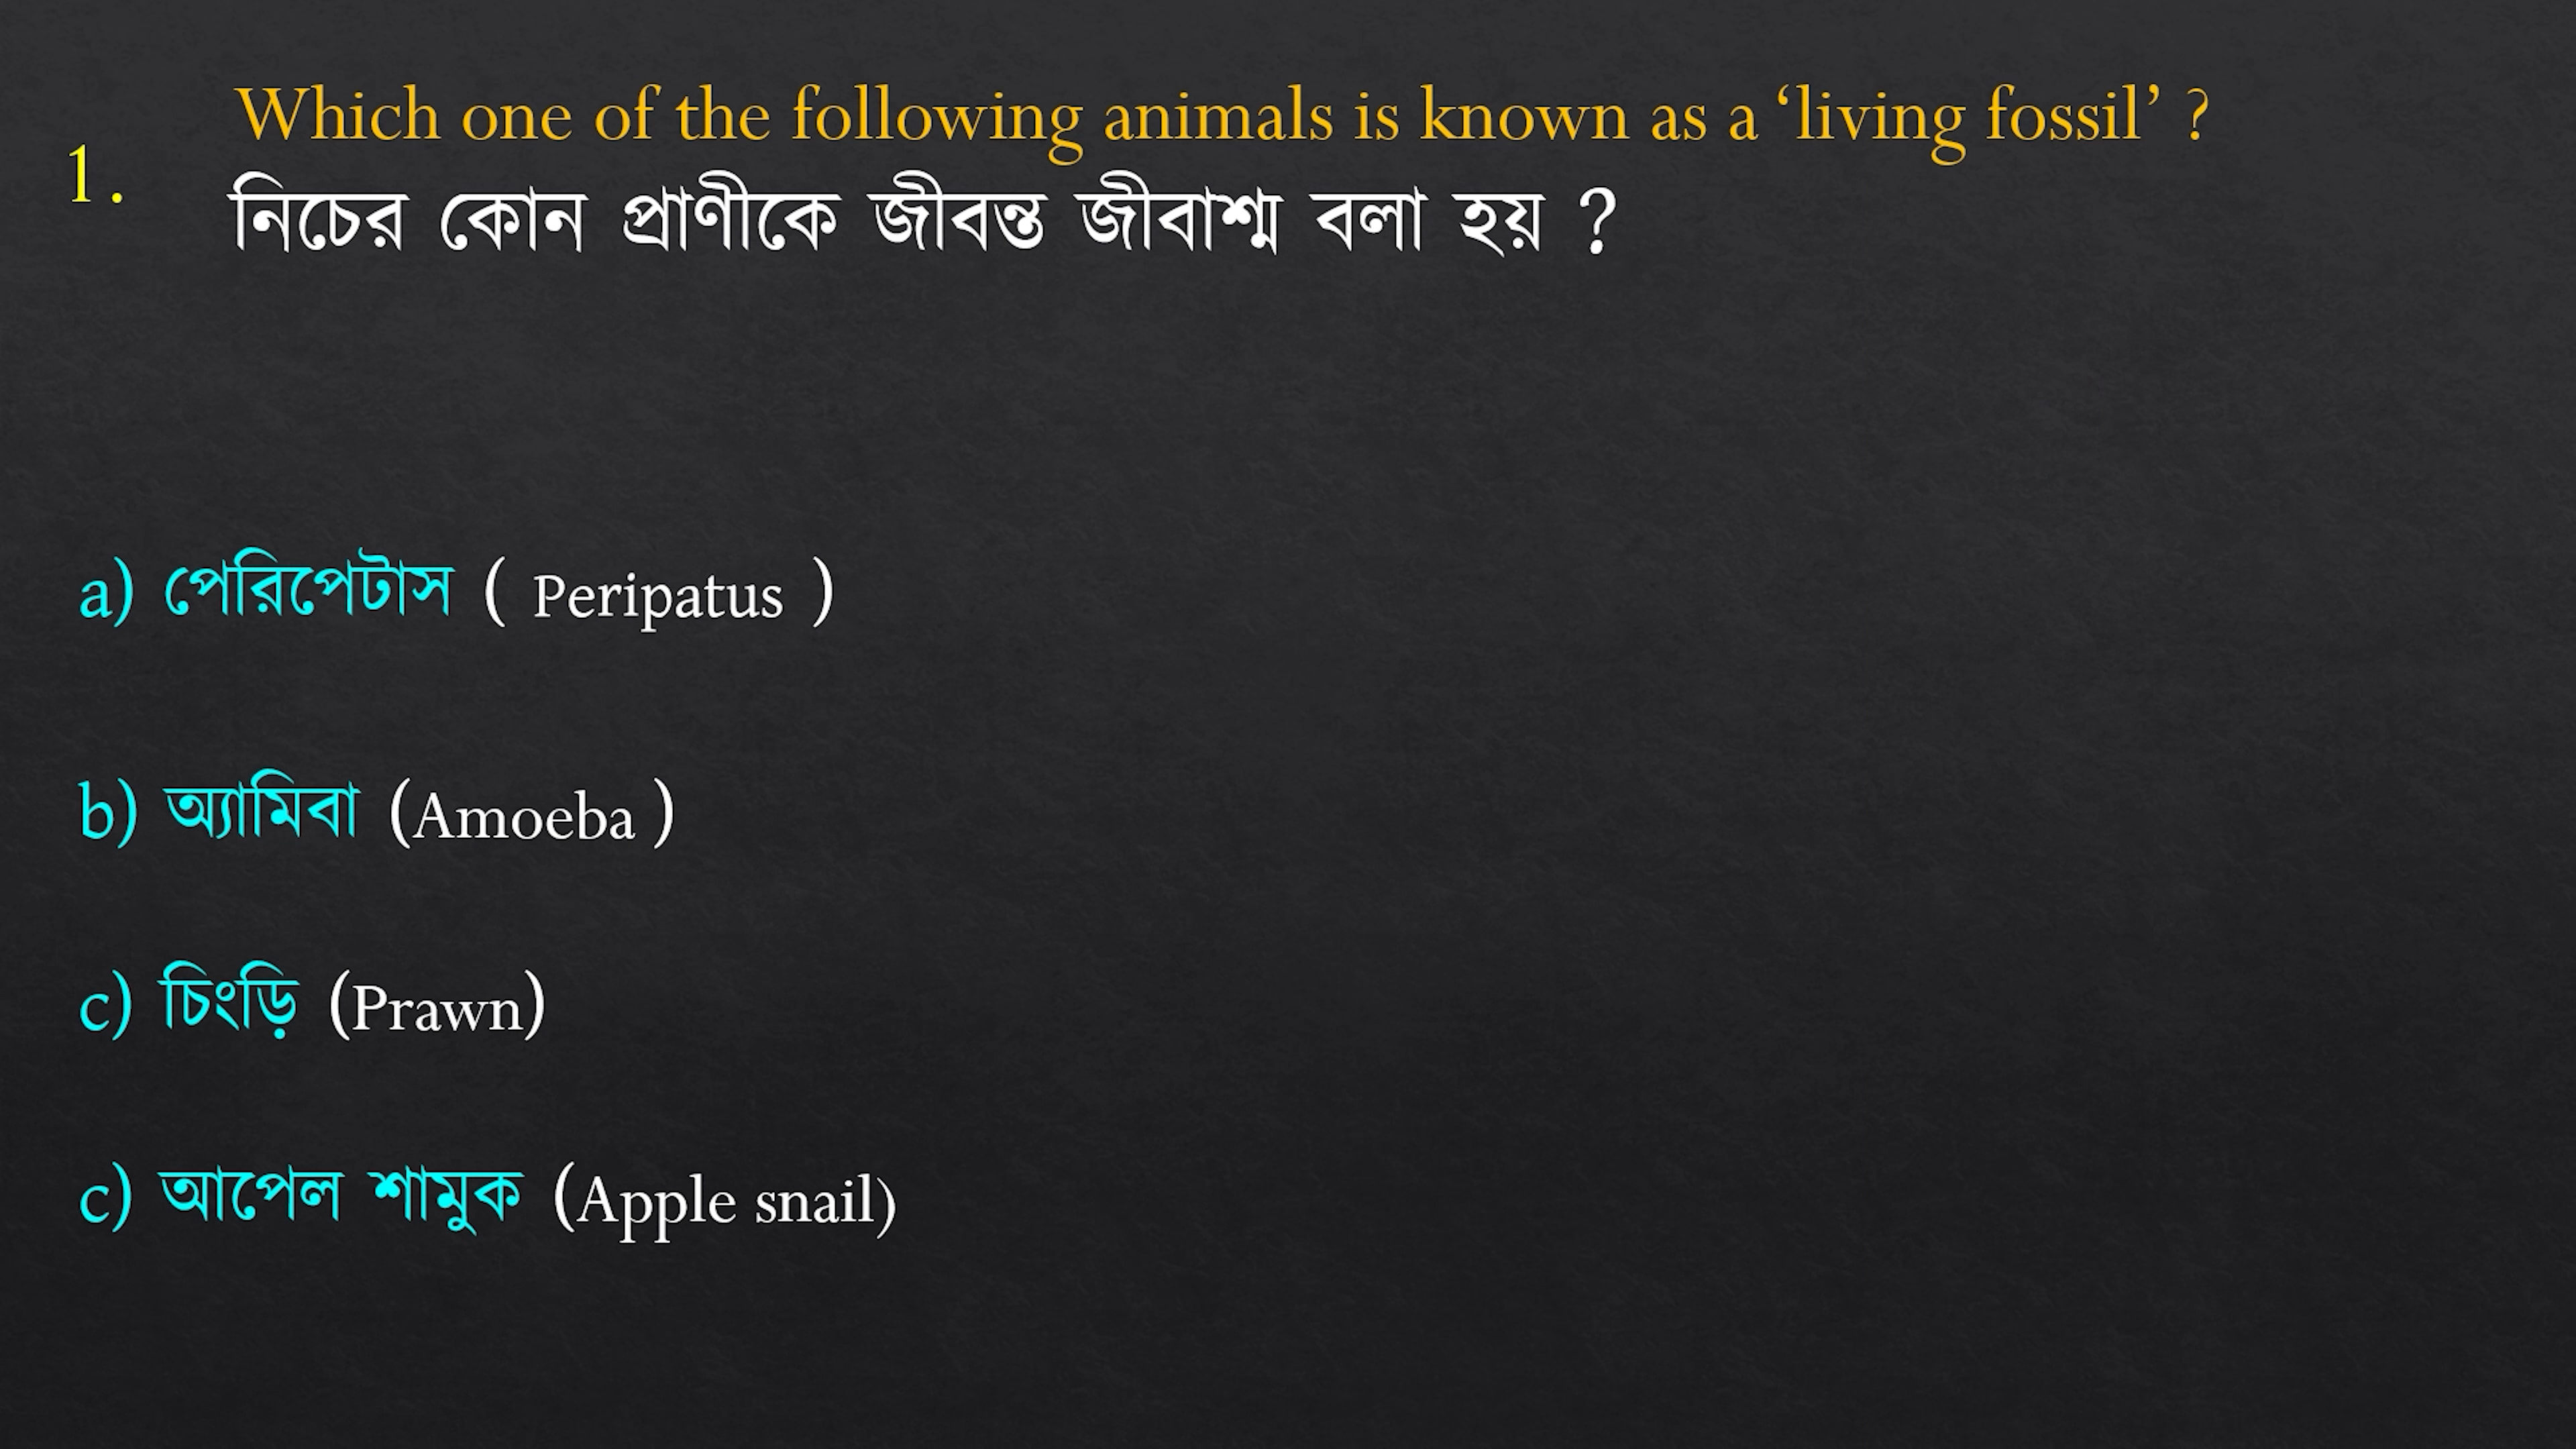 Which one of the following animals is known as a ‘living fossil’ ?
1. নিচের কোন প্রাণীকে জীবন্ত জীবাশ্ম বলা হয় ?
a) পেরিপেটাস ( Peripatus )
b) অ্যামিবা (Amoeba )
c) চিংড়ি (Prawn)
c) আপেল শামুক (Apple snail)